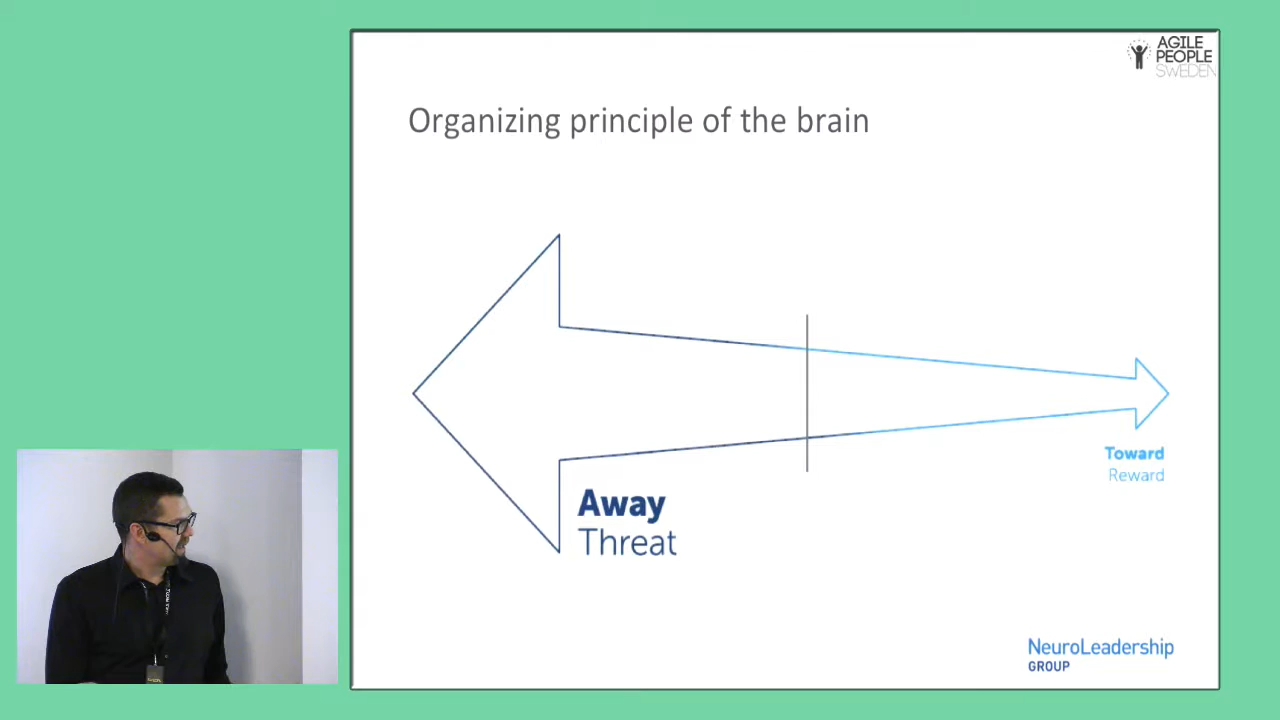 AGILE
PEOPLE
SWEDEN
Organizing principle of the brain
Toward
Reward
Away
Threat
NeuroLeadership
GROUP